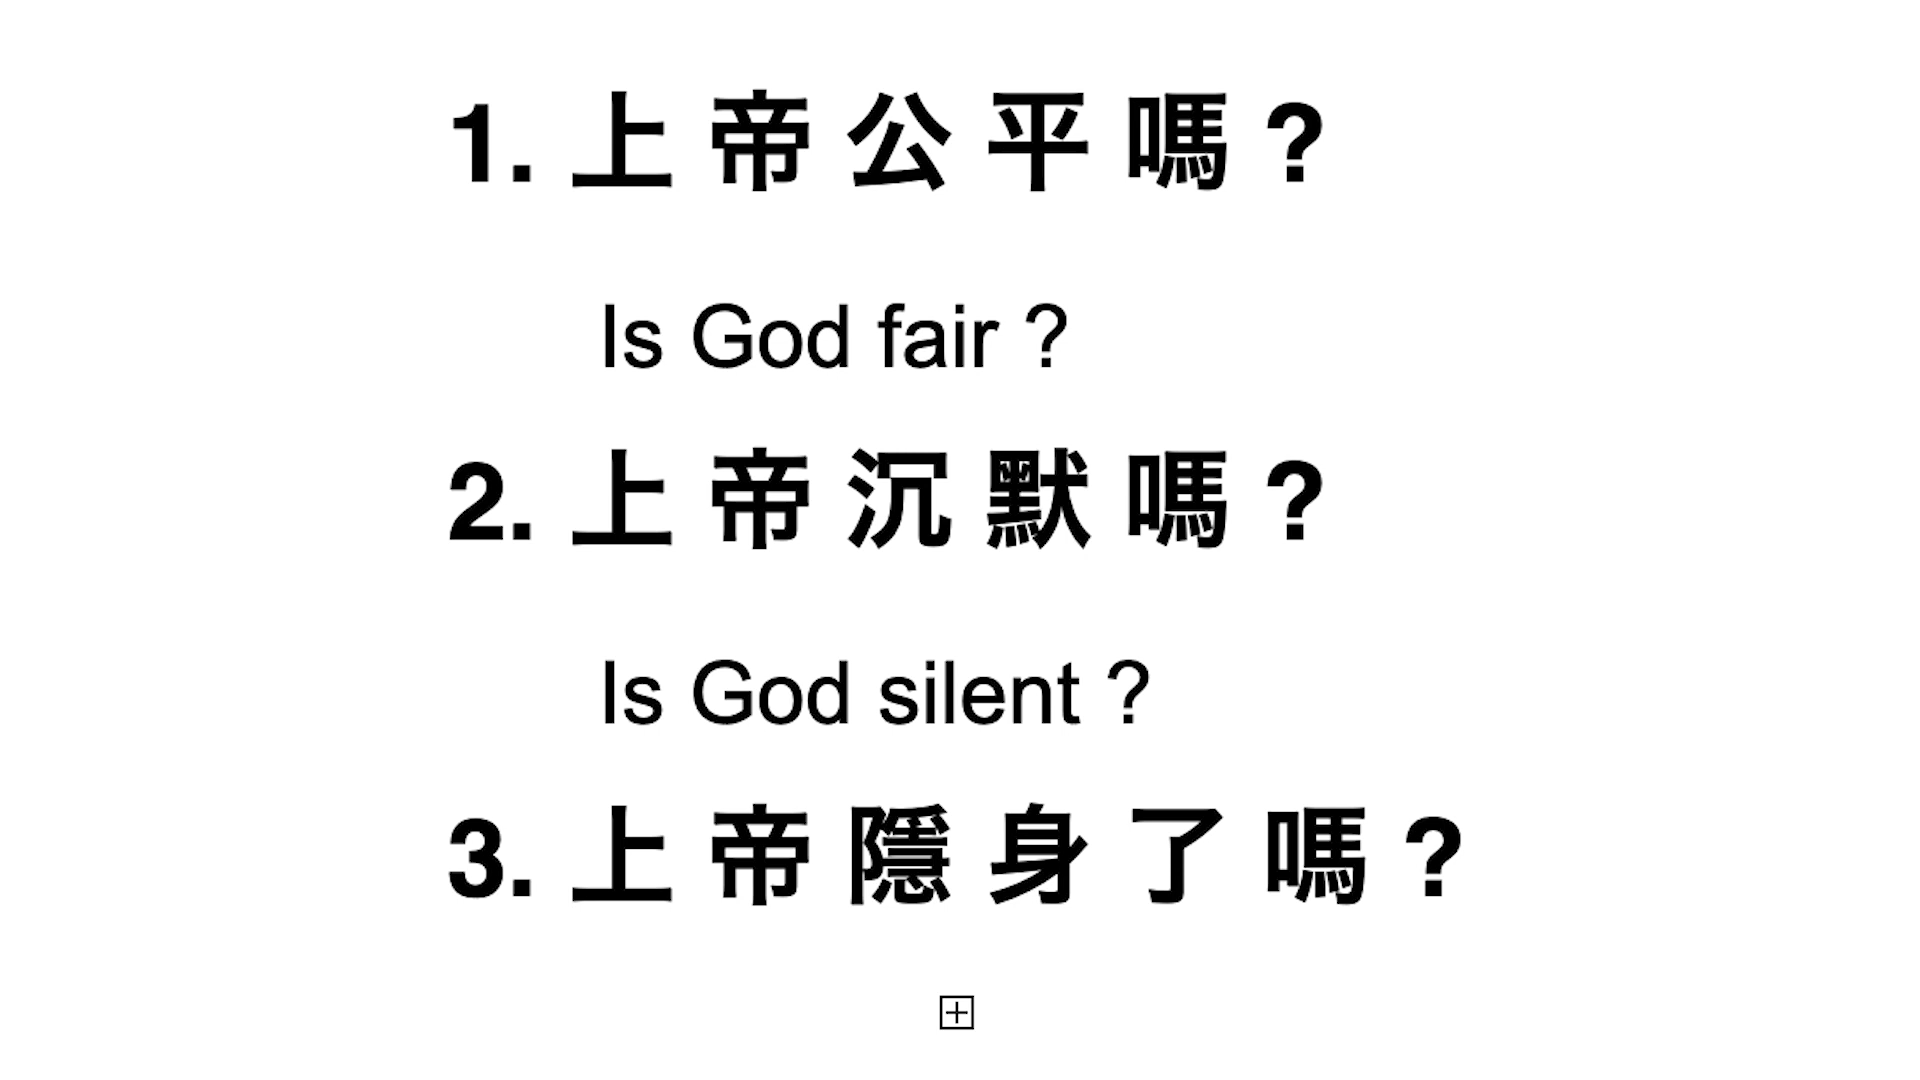 1. 上 帝 公 平 嗎 ?
Is God fair ?
2. 上 帝 沉 默 嗎 ?
Is God silent ?
3. 上 帝 隱 身 了 嗎 ?